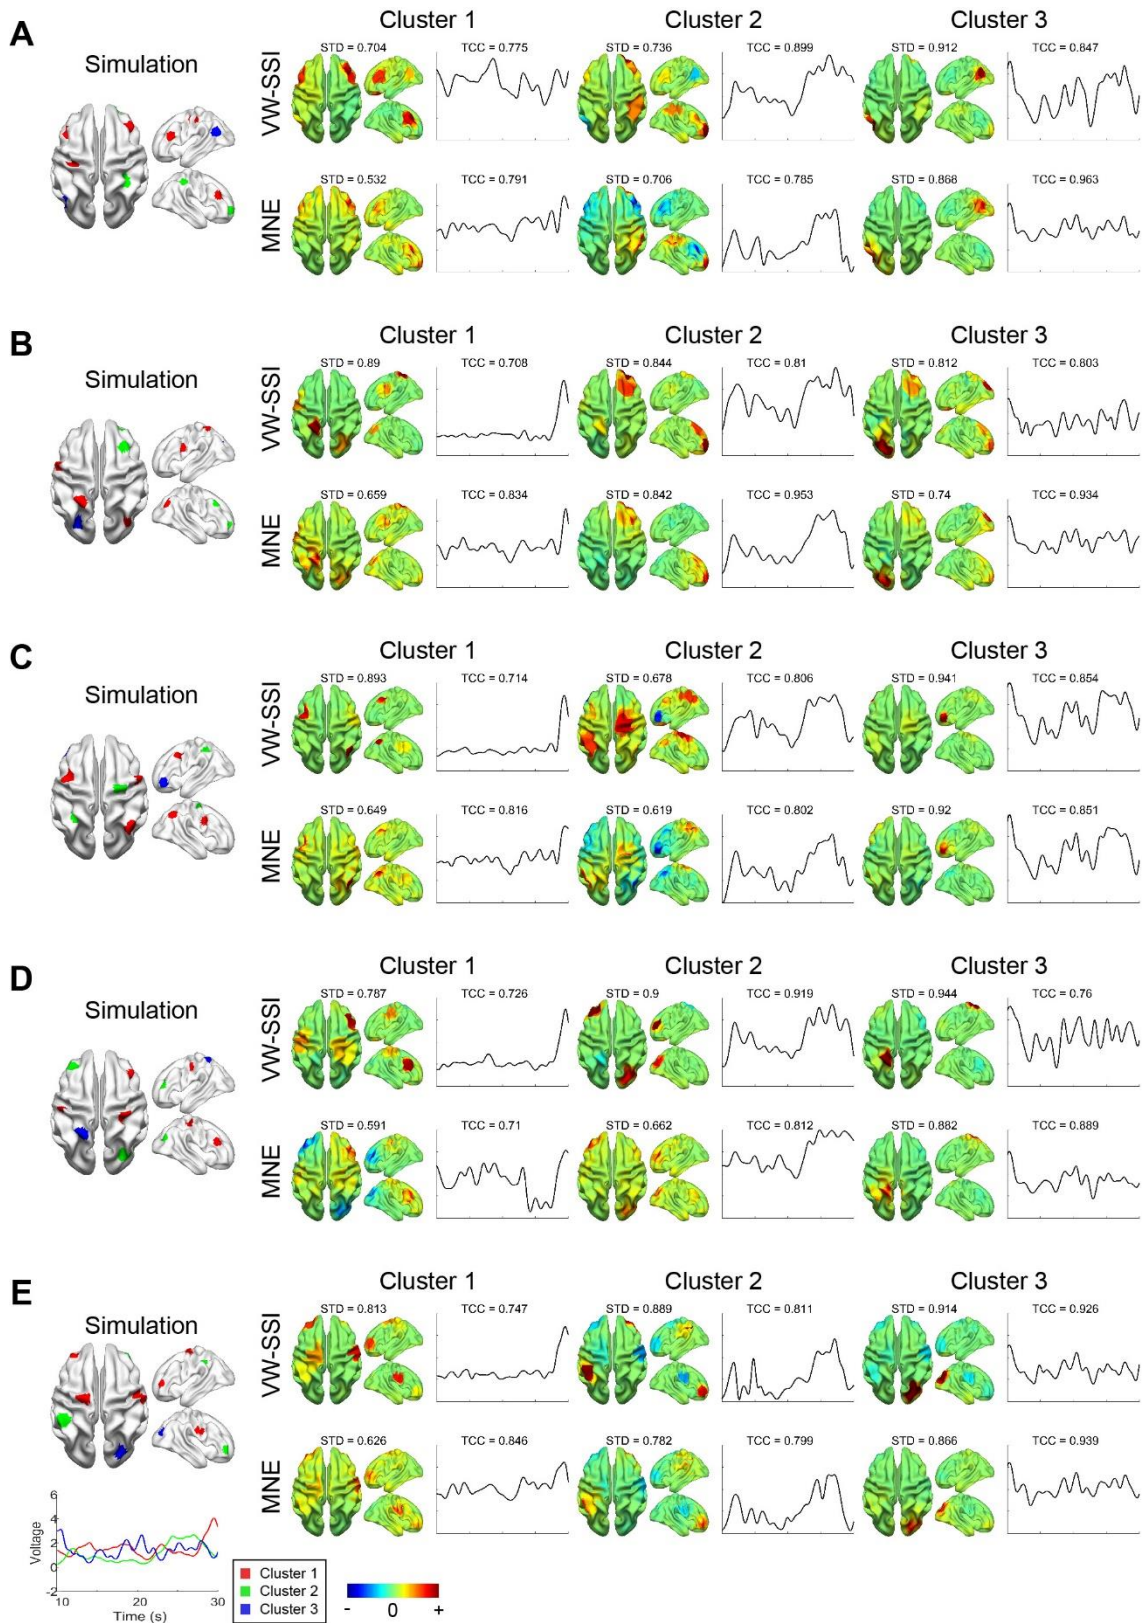 A
Cluster 1
Cluster 2
Cluster 3
Simulation
VW-SSI
STD = 0.704
TCC = 0.775
STD = 0.736
TCC = 0.899
STD = 0.912
TCC = 0.847
MNE
STD = 0.532
TCC = 0.791
STD = 0.706
TCC = 0.785
STD = 0.868
TCC = 0.963
B
Cluster 1
Cluster 2
Cluster 3
Simulation
VW-SSI
STD = 0.89
TCC = 0.708
STD = 0.844
TCC = 0.81
STD = 0.812
TCC = 0.803
MNE
STD = 0.659
TCC = 0.834
STD = 0.842
TCC = 0.953
STD = 0.74
TCC = 0.934
C
Cluster 1
Cluster 2
Cluster 3
Simulation
VW-SSI
STD = 0.893
TCC = 0.714
STD = 0.678
TCC = 0.806
STD = 0.941
TCC = 0.854
MNE
STD = 0.649
TCC = 0.816
STD = 0.619
TCC = 0.802
STD = 0.92
TCC = 0.851
D
Cluster 1
Cluster 2
Cluster 3
Simulation
VW-SSI
STD = 0.787
TCC = 0.726
STD = 0.9
TCC = 0.919
STD = 0.944
TCC = 0.76
MNE
STD = 0.591
TCC = 0.71
STD = 0.662
TCC = 0.812
STD = 0.882
TCC = 0.889
E
Cluster 1
Cluster 2
Cluster 3
Simulation
VW-SSI
STD = 0.813
TCC = 0.747
STD = 0.889
TCC = 0.811
STD = 0.914
TCC = 0.926
MNE
STD = 0.626
TCC = 0.846
STD = 0.782
TCC = 0.799
STD = 0.866
TCC = 0.939
Voltage
6
4
2
0
-2
10
20
30
Time (s)
Cluster 1
Cluster 2
Cluster 3
- 0 +